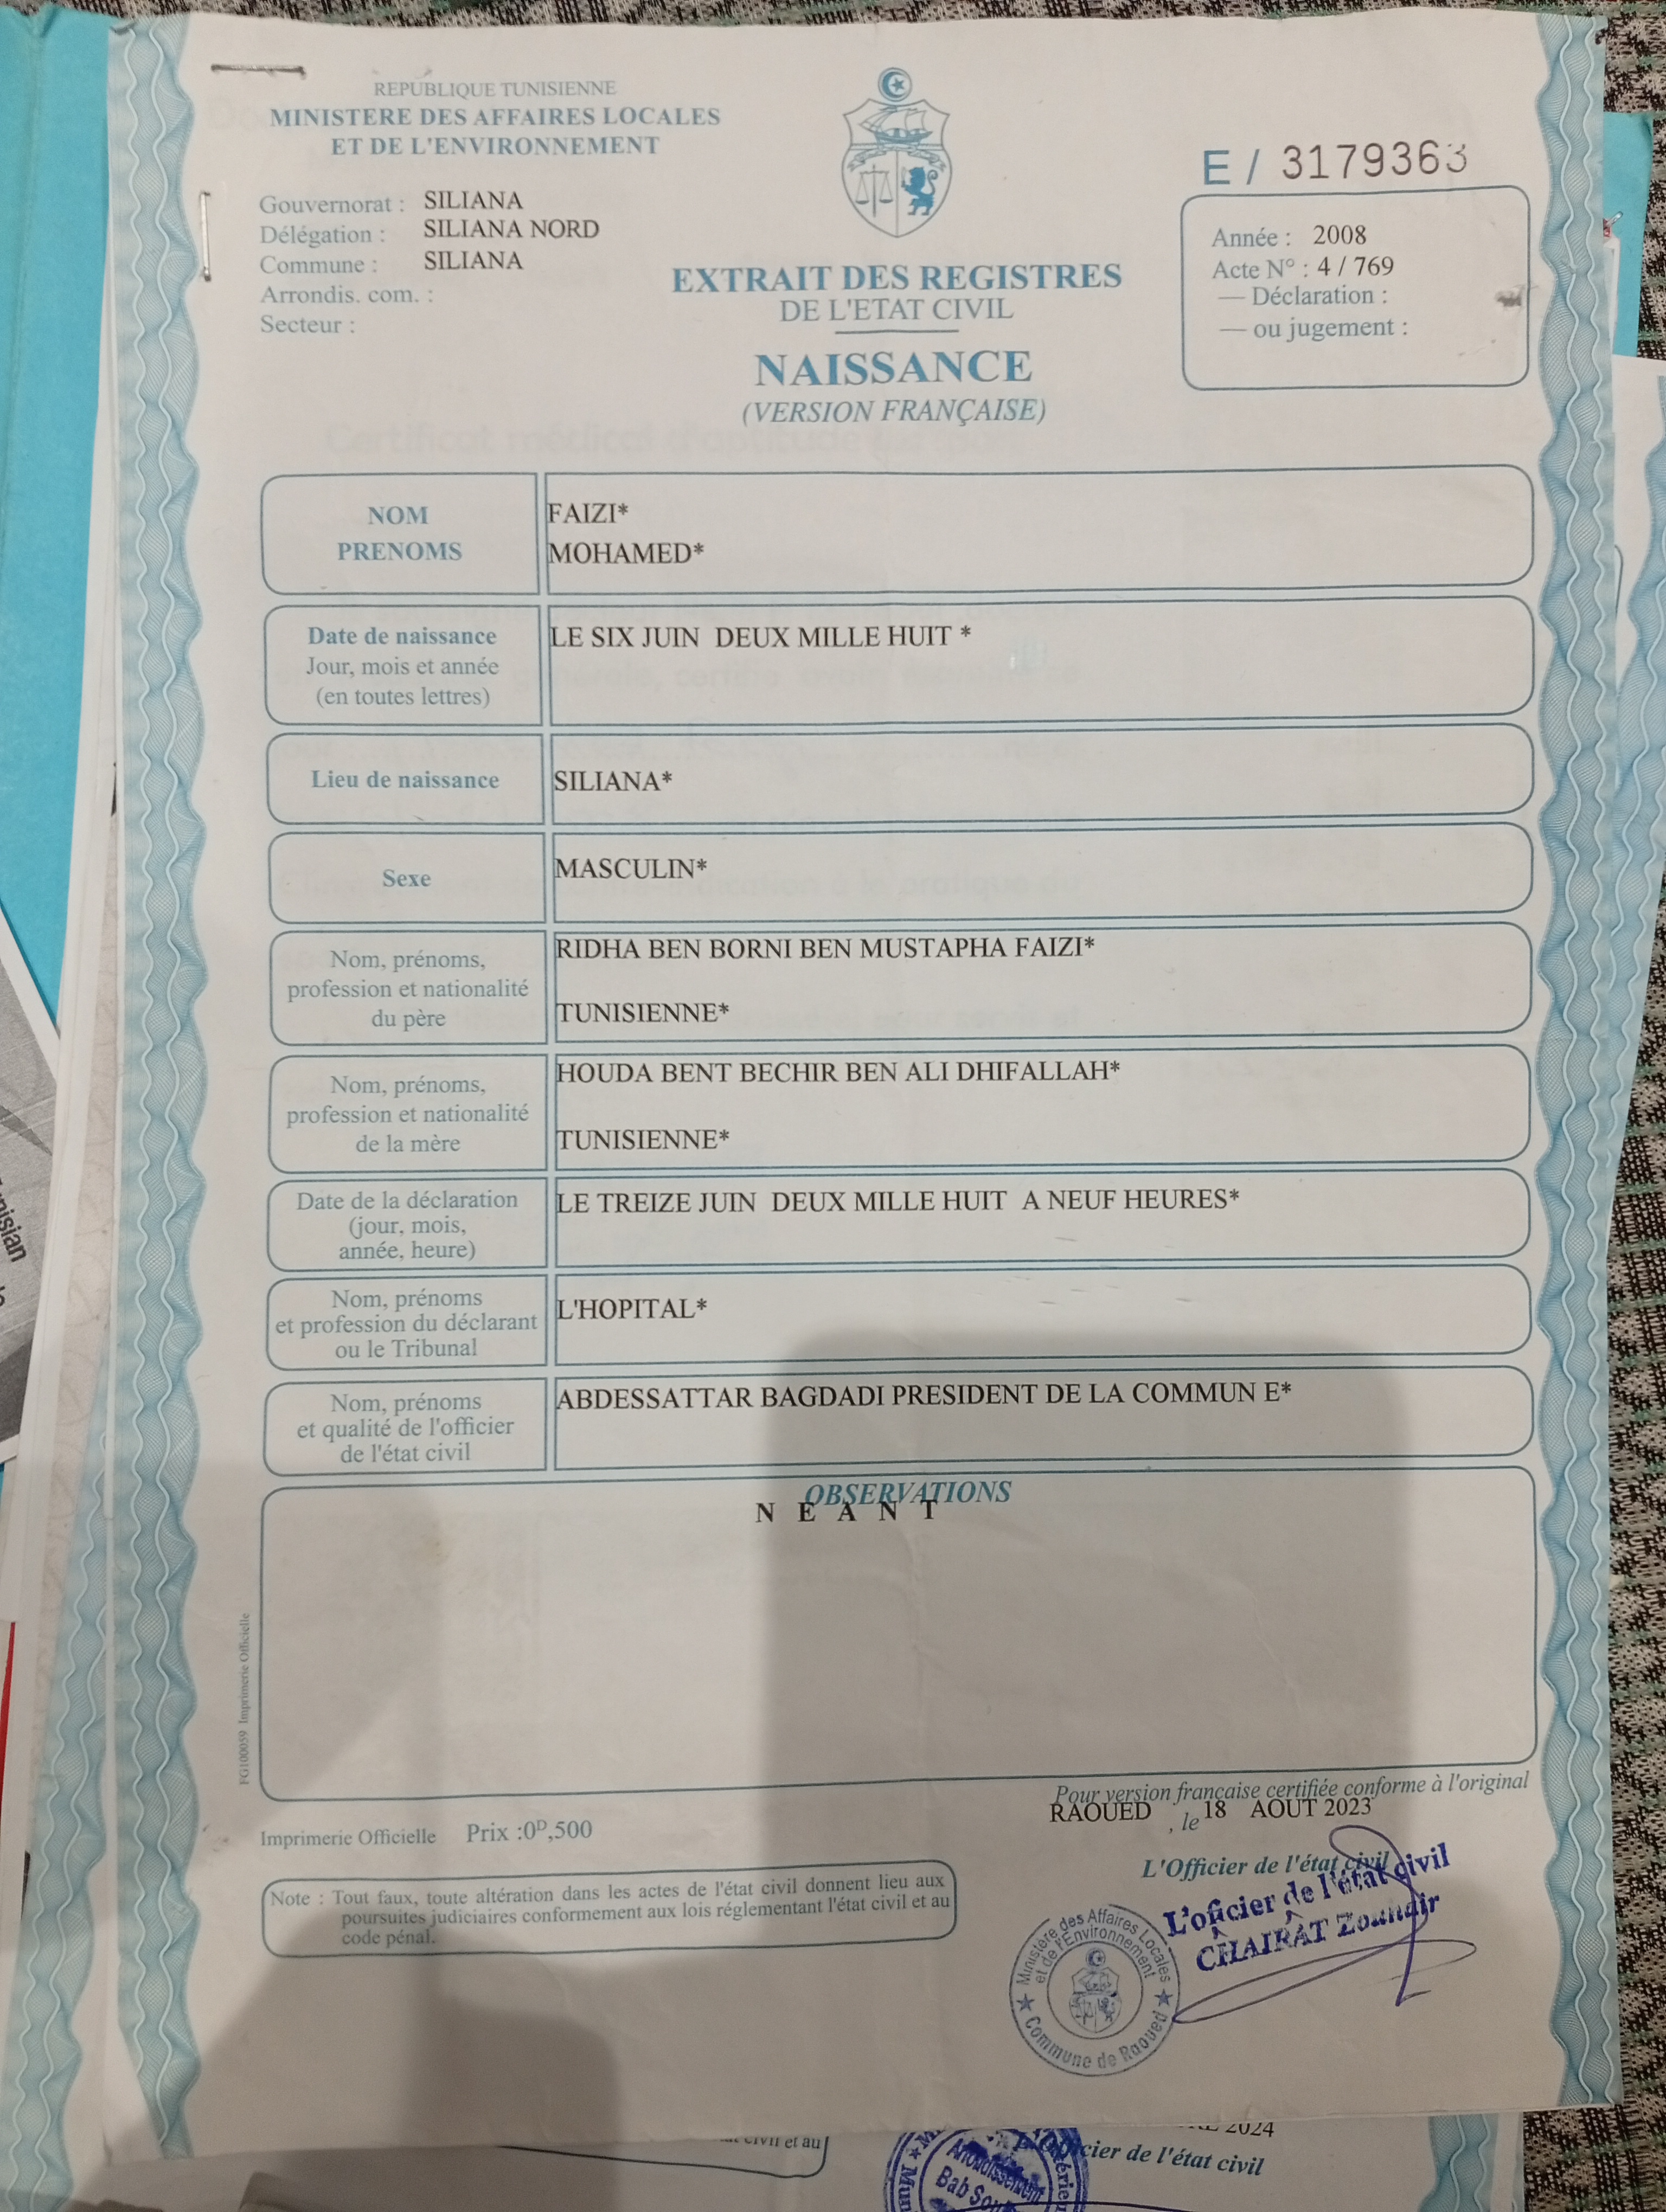 REPUBLIQUE TUNISIENNE
MINISTERE DES AFFAIRES LOCALES
ET DE L'ENVIRONNEMENT
Gouvernorat : SILIANA
Délégation : SILIANA NORD
Commune : SILIANA
Arrondis. com. :
Secteur :
E / 3179363
Année : 2008
Acte N° : 4 / 769
— Déclaration :
— ou jugement :
EXTRAIT DES REGISTRES
DE L'ETAT CIVIL
NAISSANCE
(VERSION FRANÇAISE)
NOM FAIZI*
PRENOMS MOHAMED*
Date de naissance LE SIX JUIN DEUX MILLE HUIT *
Jour, mois et année
(en toutes lettres)
Lieu de naissance SILIANA*
Sexe MASCULIN*
RIDHA BEN BORNI BEN MUSTAPHA FAIZI*
Nom, prénoms,
profession et nationalité
du père TUNISIENNE*
HOUDA BENT BECHIR BEN ALI DHIFALLAH*
Nom, prénoms,
profession et nationalité
de la mère TUNISIENNE*
Date de la déclaration LE TREIZE JUIN DEUX MILLE HUIT A NEUF HEURES*
(jour, mois,
année, heure)
Nom, prénoms L'HOPITAL*
et profession du déclarant
ou le Tribunal
Nom, prénoms ABDESSATTAR BAGDADI PRESIDENT DE LA COMMUN E*
et qualité de l'officier
de l'état civil
OBSERVATIONS
N E A N T
FG100059 Imprimerie Officielle
Pour version française certifiée conforme à l'original
RAOUED , le 18 AOUT 2023
Imprimerie Officielle Prix :0D,500
L'Officier de l'état civil
L'oficier de l'état civil
CHAIRAT Zouhair
Note : Tout faux, toute altération dans les actes de l'état civil donnent lieu aux
poursuites judiciaires conformement aux lois réglementant l'état civil et au
code pénal.
Ministère des Affaires Locales
et de l'Environnement
Commune de Raoued
civil et au
2024
cier de l'état civil
Arrondissement